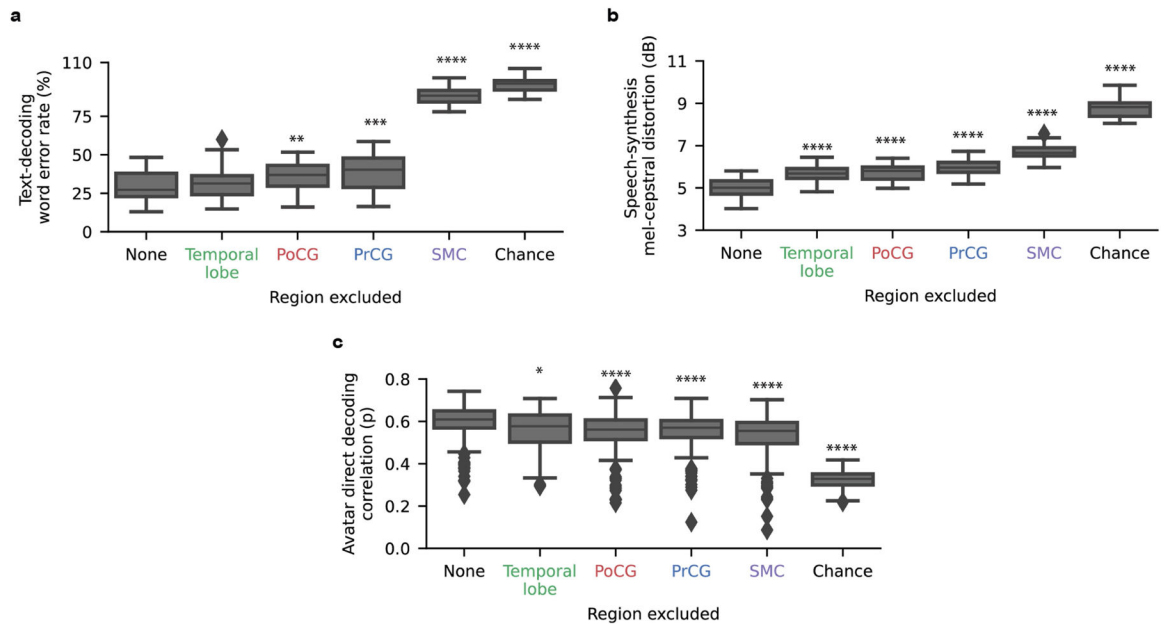 a
Text-decoding
word error rate (%)
110
75
50
25
0
** *** **** ****
None Temporal PoCG PrCG SMC Chance
lobe
Region excluded
b
Speech-synthesis
mel-cepstral distortion (dB)
11
9
7
5
3
**** **** **** **** ****
None Temporal PoCG PrCG SMC Chance
lobe
Region excluded
c
Avatar direct decoding
correlation (p)
0.8
0.6
0.4
0.2
0.0
* **** **** **** ****
None Temporal PoCG PrCG SMC Chance
lobe
Region excluded